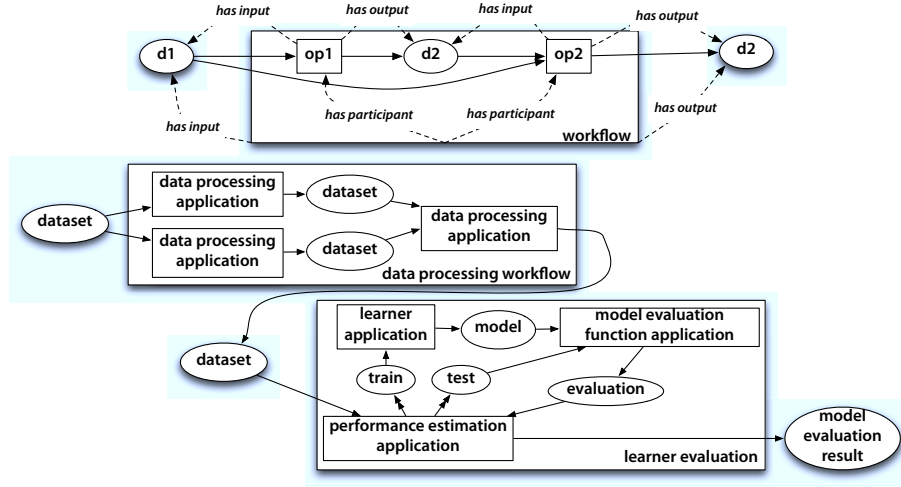 has input
has output
has input
has output
d1
op1
d2
op2
d2
has input
has participant
has participant
has output
workflow
data processing
application
dataset
dataset
data processing
application
data processing
application
dataset
data processing workflow
learner
application
model
model evaluation
function application
dataset
train
test
evaluation
performance estimation
application
learner evaluation
model
evaluation
result